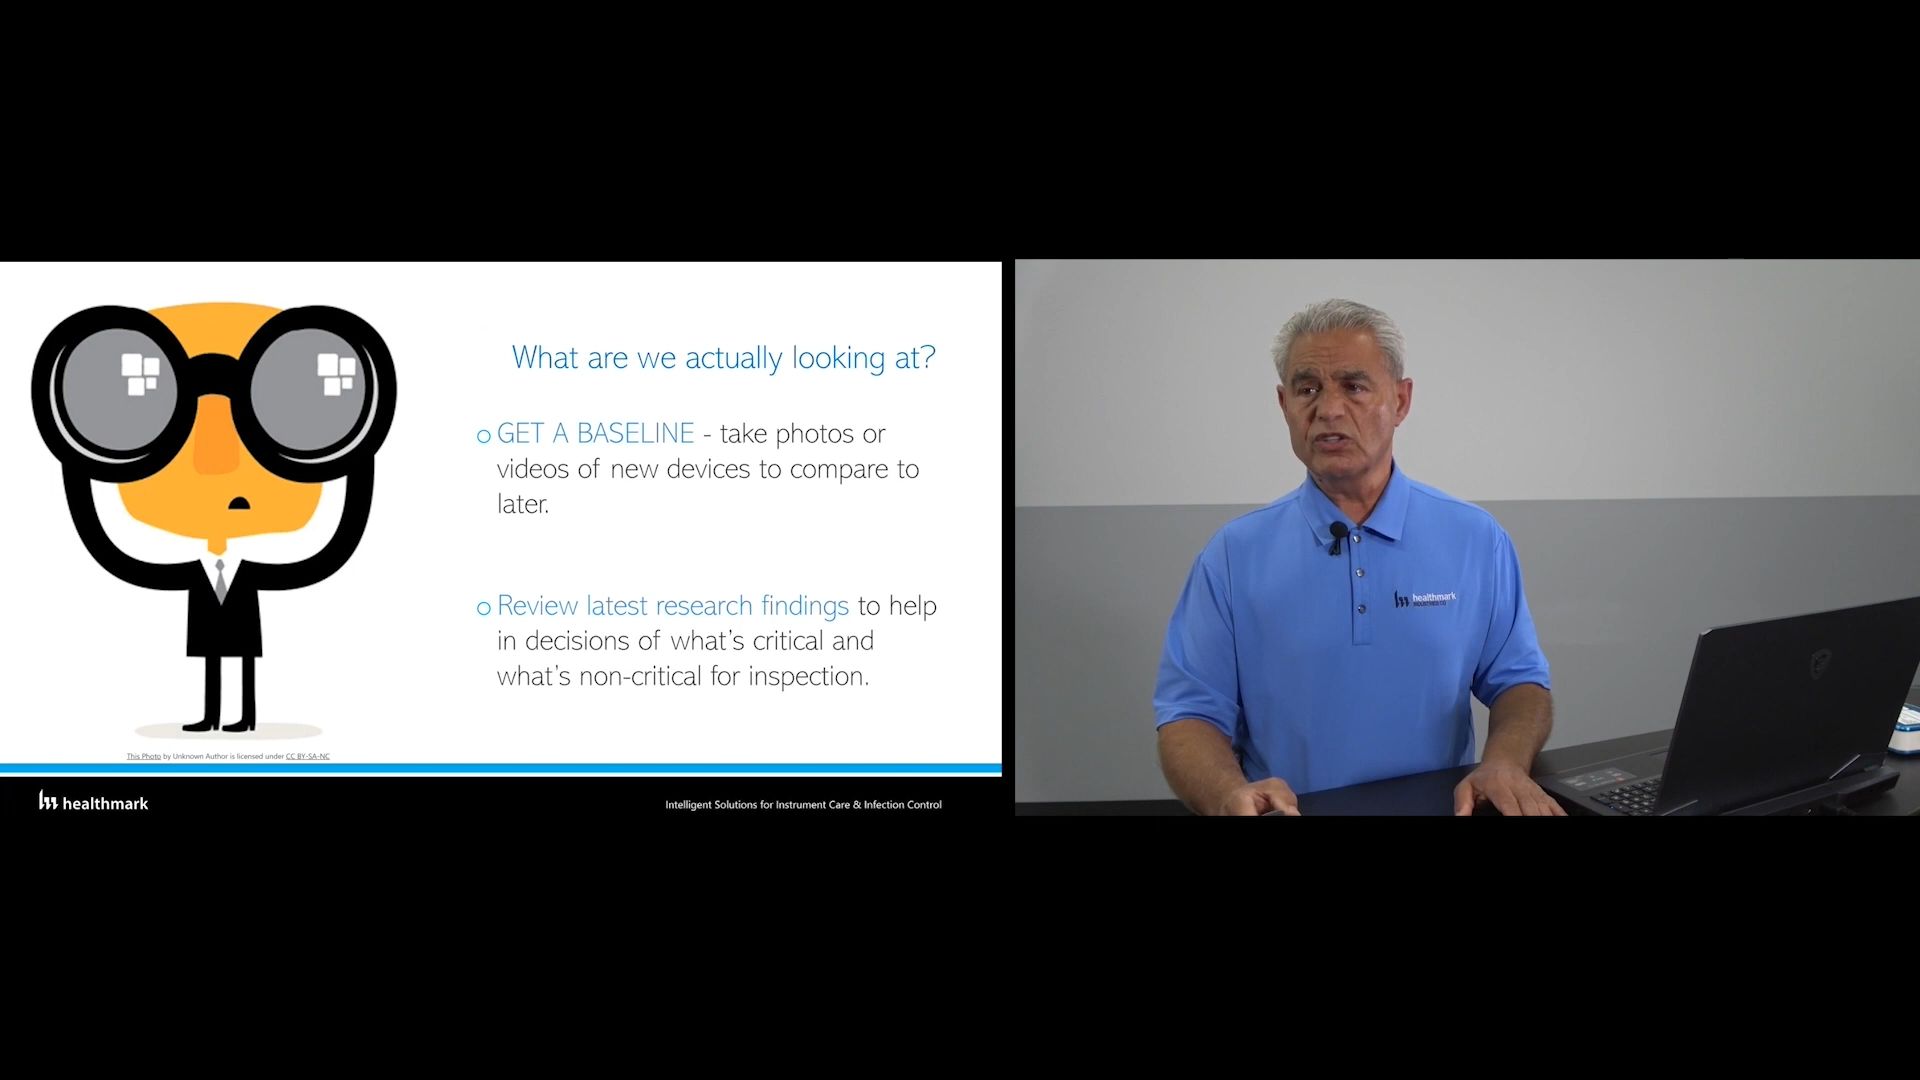 What are we actually looking at?
GET A BASELINE - take photos or
videos of new devices to compare to
later.
Review latest research findings to help
in decisions of what's critical and
what's non-critical for inspection.
This Photo by Unknown Author is licensed under CC BY-SA-NC
healthmark
Intelligent Solutions for Instrument Care & Infection Control
healthmark
INDUSTRIES CO